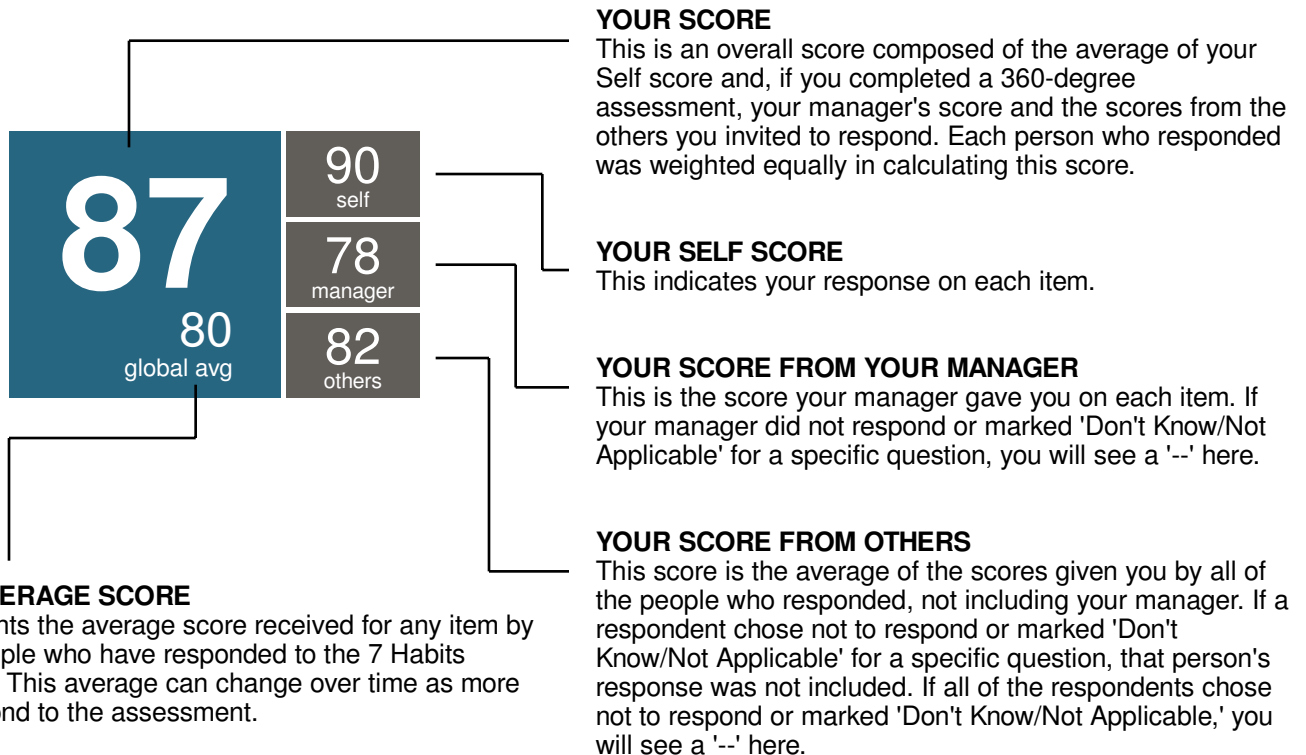 YOUR SCORE
This is an overall score composed of the average of your
Self score and, if you completed a 360-degree
assessment, your manager's score and the scores from the
others you invited to respond. Each person who responded
was weighted equally in calculating this score.
87
80
global avg
90
self
78
manager
82
others
YOUR SELF SCORE
This indicates your response on each item.
YOUR SCORE FROM YOUR MANAGER
This is the score your manager gave you on each item. If
your manager did not respond or marked 'Don't Know/Not
Applicable' for a specific question, you will see a '--' here.
YOUR SCORE FROM OTHERS
This score is the average of the scores given you by all of
the people who responded, not including your manager. If a
respondent chose not to respond or marked 'Don't
Know/Not Applicable' for a specific question, that person's
response was not included. If all of the respondents chose
not to respond or marked 'Don't Know/Not Applicable,' you
will see a '--' here.
ERAGE SCORE
nts the average score received for any item by
ple who have responded to the 7 Habits
This average can change over time as more
ond to the assessment.